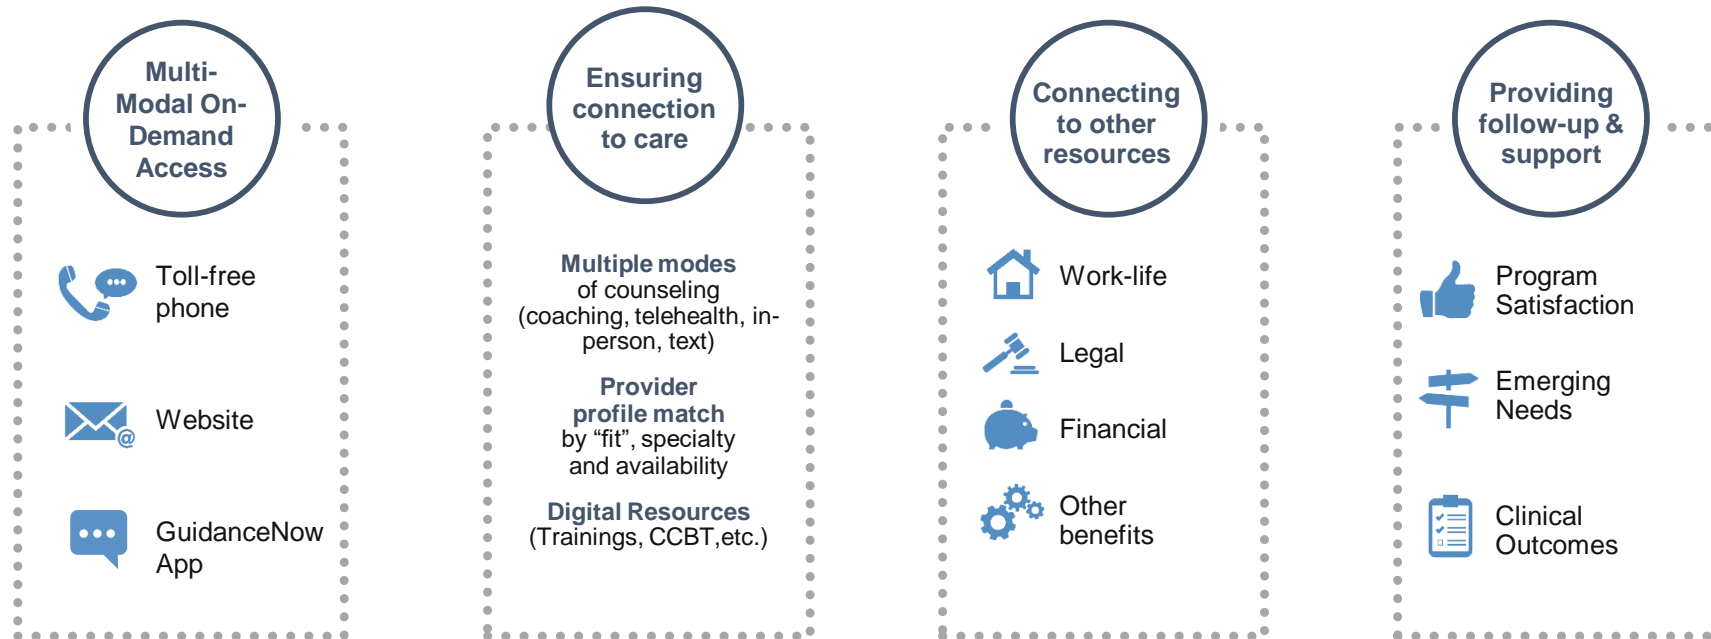 Multi-
Modal On-
Demand
Access
Toll-free
phone
Website
@
GuidanceNow
App
Ensuring
connection
to care
Multiple modes
of counseling
(coaching, telehealth, in-
person, text)
Provider
profile match
by “fit”, specialty
and availability
Digital Resources
(Trainings, CCBT,etc.)
Connecting
to other
resources
Work-life
Legal
Financial
Other
benefits
Providing
follow-up &
support
Program
Satisfaction
Emerging
Needs
Clinical
Outcomes